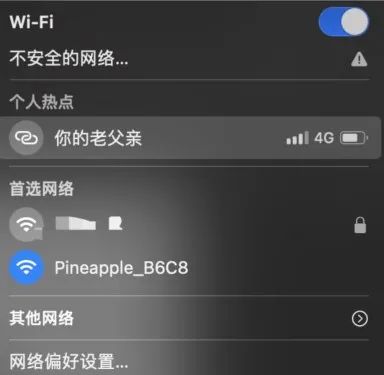 Wi-Fi
不安全的网络...
个人热点
你的老父亲 4G
首选网络
Pineapple_B6C8
其他网络
网络偏好设置...